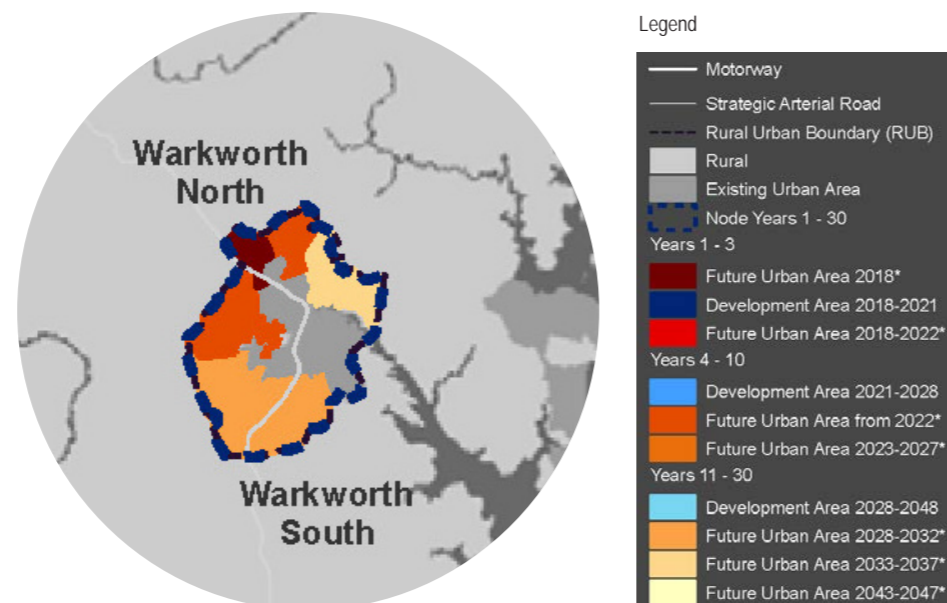 Legend
Motorway
Strategic Arterial Road
Rural Urban Boundary (RUB)
Rural
Existing Urban Area
Node Years 1 - 30
Years 1 - 3
Future Urban Area 2018*
Development Area 2018-2021
Future Urban Area 2018-2022*
Years 4 - 10
Development Area 2021-2028
Future Urban Area from 2022*
Future Urban Area 2023-2027*
Years 11 - 30
Development Area 2028-2048
Future Urban Area 2028-2032*
Future Urban Area 2033-2037*
Future Urban Area 2043-2047*
Warkworth
North
Warkworth
South